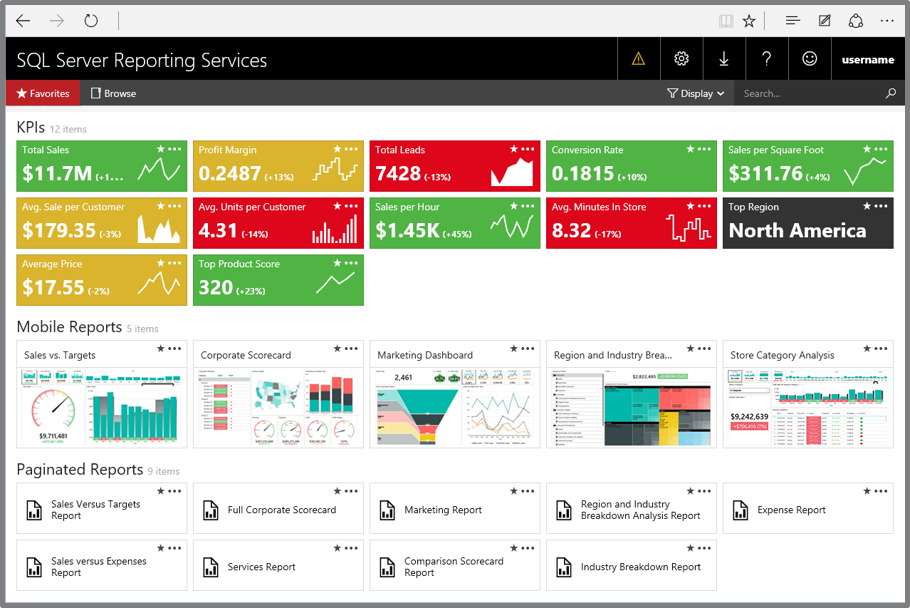 SQL Server Reporting Services
username
Favorites
Browse
Display
Search...
KPIs 12 items
Total Sales
$11.7M (+1...
Profit Margin
0.2487 (+13%)
Total Leads
7428 (-13%)
Conversion Rate
0.1815 (+10%)
Sales per Square Foot
$311.76 (+4%)
Avg. Sale per Customer
$179.35 (-3%)
Avg. Units per Customer
4.31 (-14%)
Sales per Hour
$1.45K (+45%)
Avg. Minutes In Store
8.32 (-17%)
Top Region
North America
Average Price
$17.55 (-2%)
Top Product Score
320 (+23%)
Mobile Reports 5 items
Sales vs. Targets
$9,711,481
Corporate Scorecard
Marketing Dashboard
2,461
Region and Industry Brea...
$2,822,495
Store Category Analysis
$9,242,639
Paginated Reports 9 items
Sales Versus Targets
Report
Full Corporate Scorecard
Marketing Report
Region and Industry
Breakdown Analysis Report
Expense Report
Sales versus Expenses
Report
Services Report
Comparison Scorecard
Report
Industry Breakdown Report